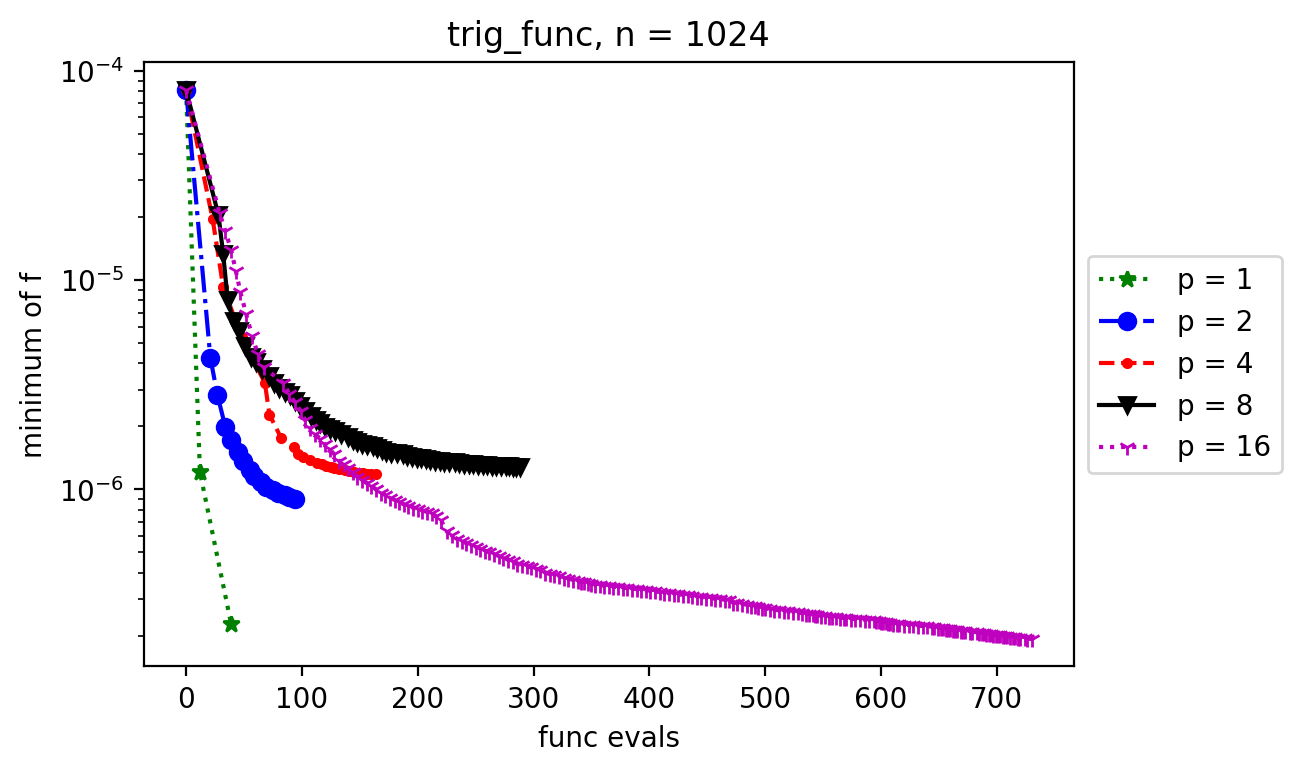 trig_func, n = 1024
minimum of f
10⁻⁴
10⁻⁵
10⁻⁶
0 100 200 300 400 500 600 700
func evals
p = 1
p = 2
p = 4
p = 8
p = 16